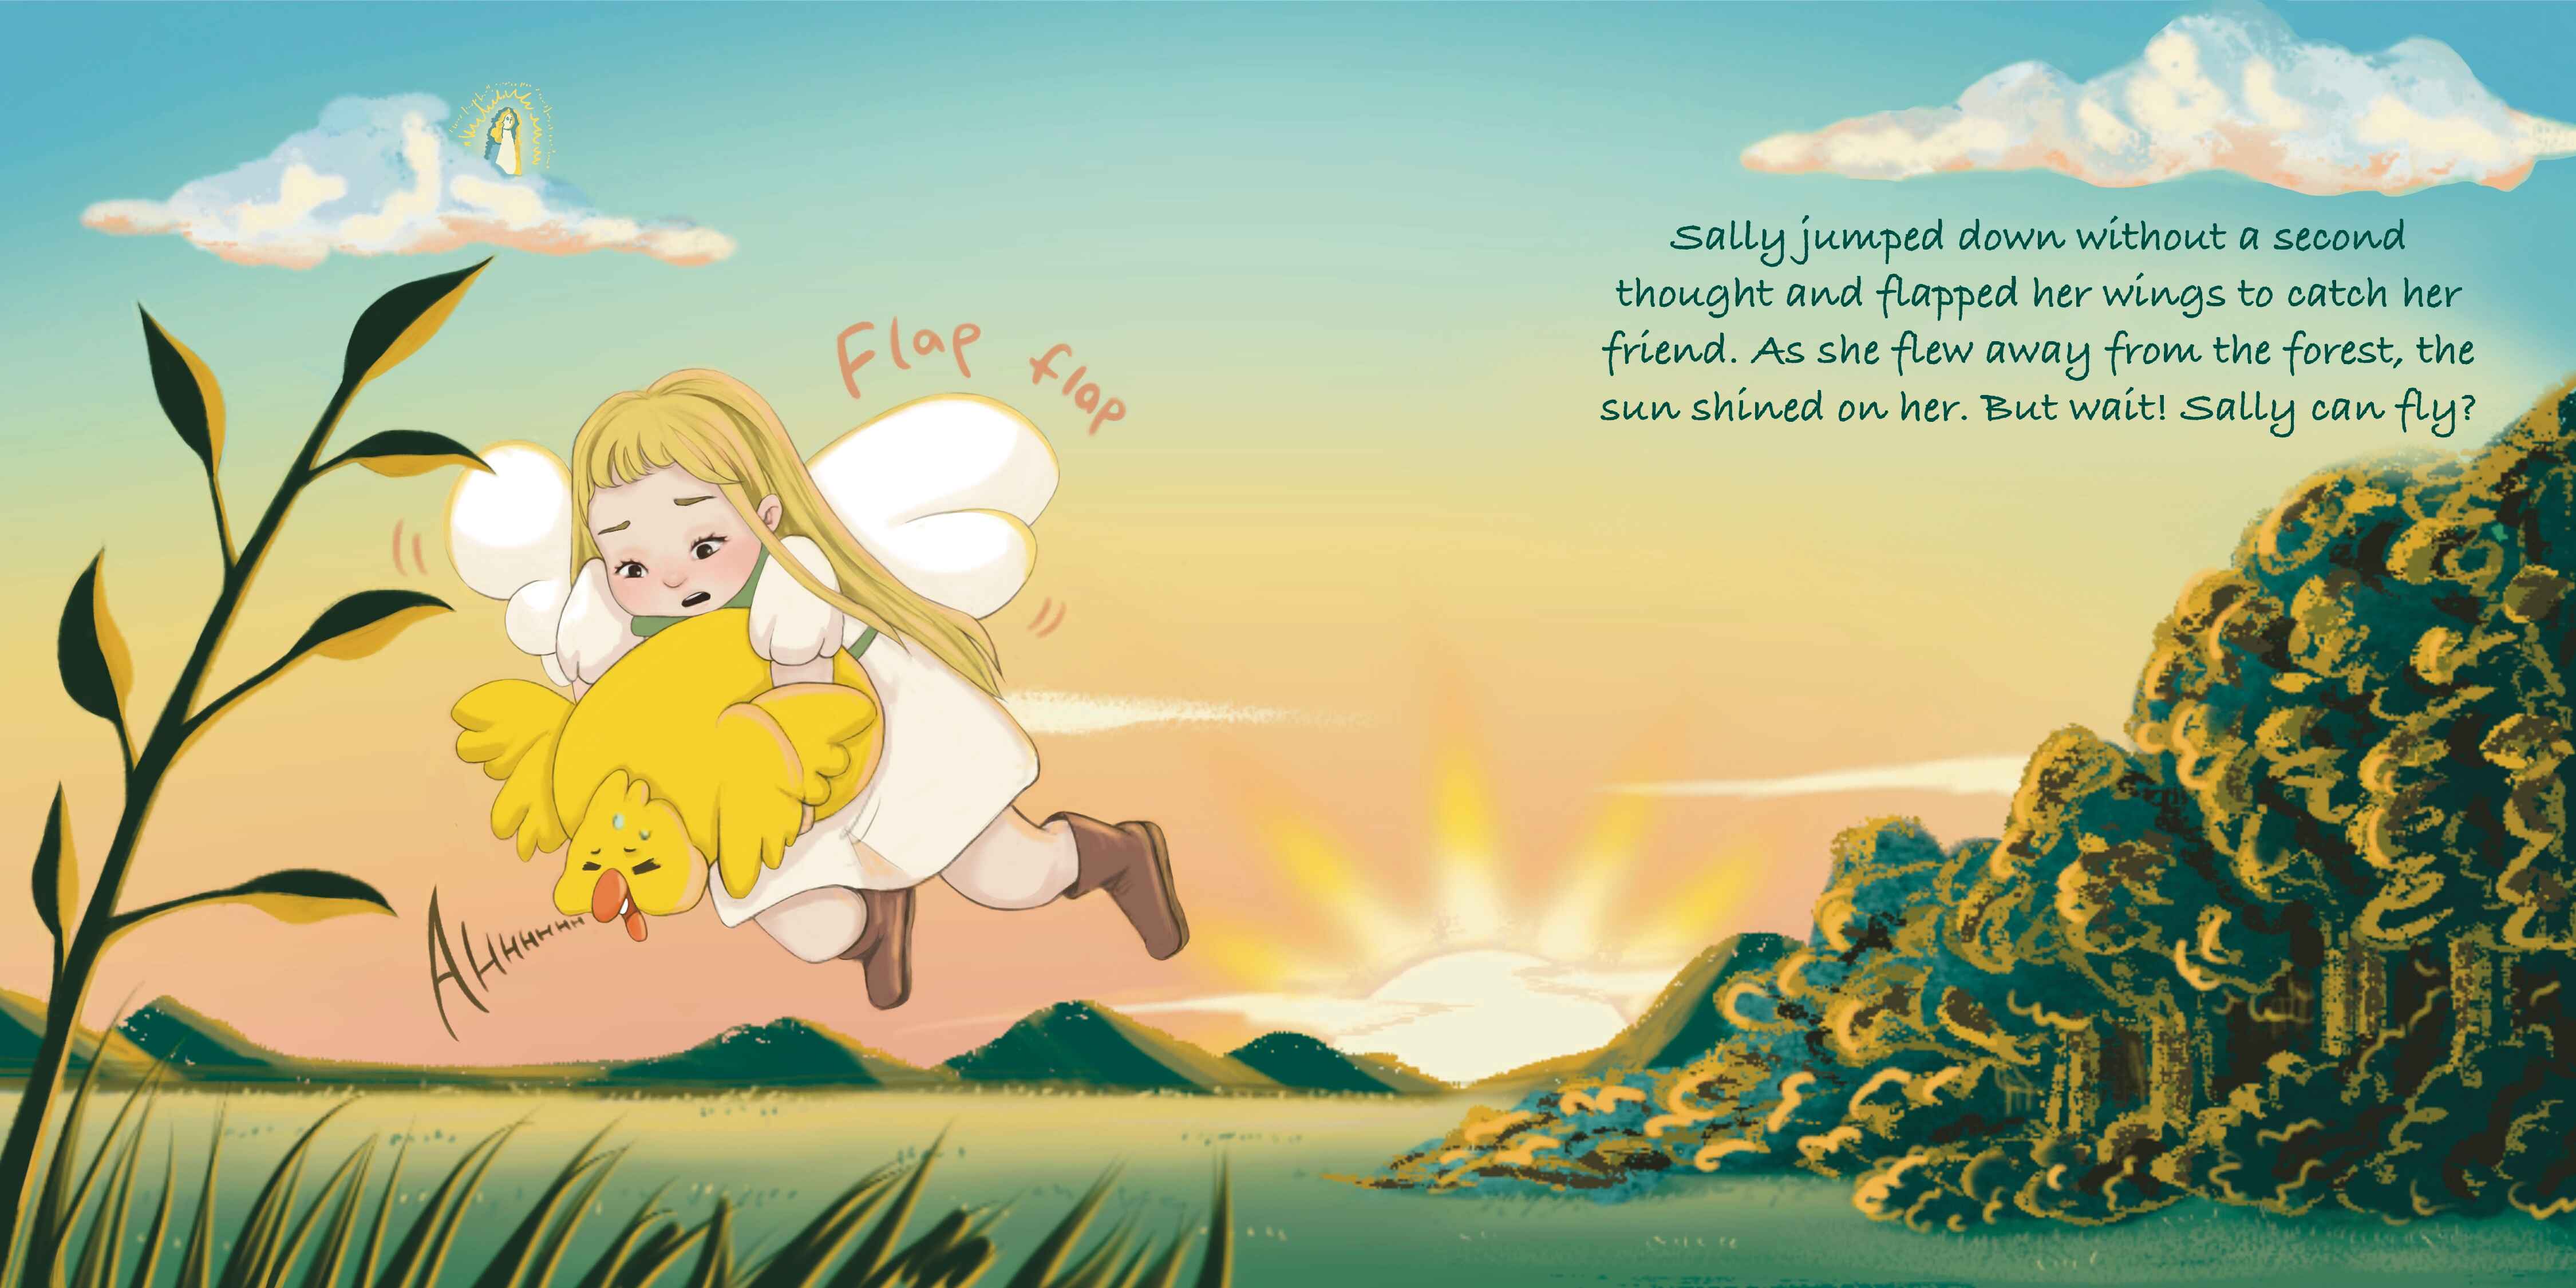 Flap
flap
AHHHHHHH
Sally jumped down without a second
thought and flapped her wings to catch her
friend. As she flew away from the forest, the
sun shined on her. But wait! Sally can fly?